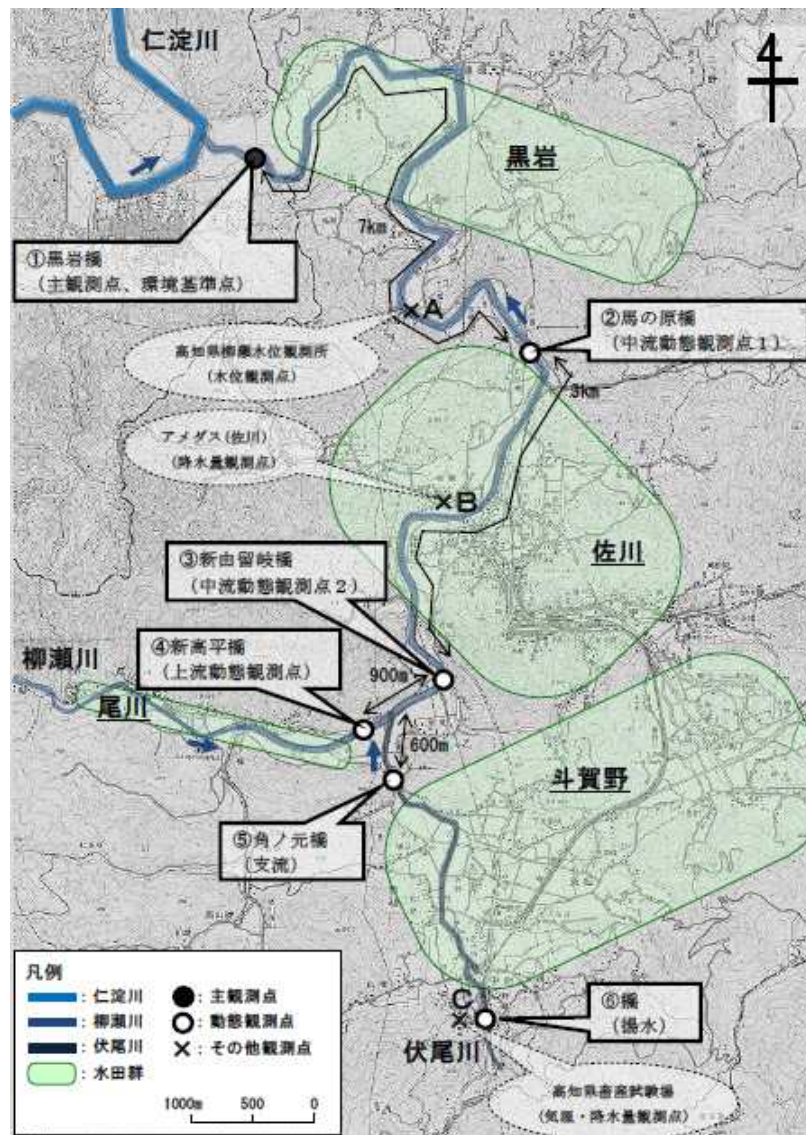 仁淀川
黒岩
①黒岩橋
（主観測点、環境基準点）
7km
A
高知県柳瀬水位観測所
（水位観測点）
②馬の原橋
（中流動態観測点１）
3km
アメダス(佐川)
(降水量観測点)
B
佐川
③新由留岐橋
（中流動態観測点２）
柳瀬川
④新高平橋
（上流動態観測点）
900m
尾川
600m
斗賀野
⑤角ノ元橋
（支流）
凡例
：仁淀川
：主観測点
：柳瀬川
：動態観測点
：伏尾川
：その他観測点
：水田群
1000m 500 0
C
⑥橋
（揚水）
伏尾川
高知県畜産試験場
（気温・降水量観測点）